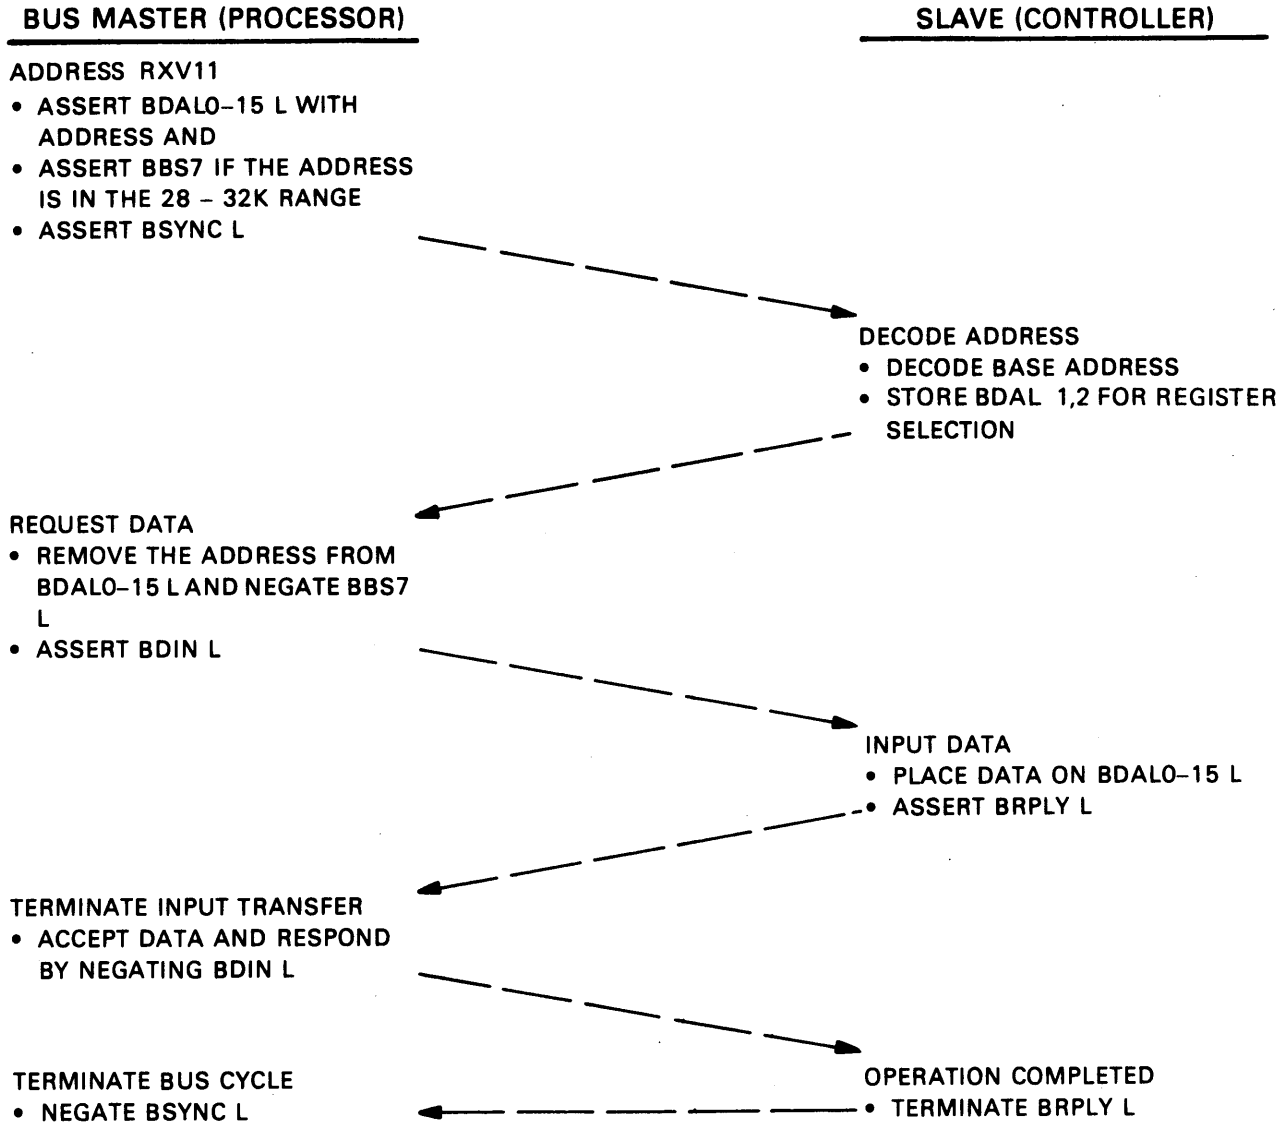 BUS MASTER (PROCESSOR)
SLAVE (CONTROLLER)
ADDRESS RXV11
• ASSERT BDAL0–15 L WITH
ADDRESS AND
• ASSERT BBS7 IF THE ADDRESS
IS IN THE 28 – 32K RANGE
• ASSERT BSYNC L
DECODE ADDRESS
• DECODE BASE ADDRESS
• STORE BDAL 1,2 FOR REGISTER
SELECTION
REQUEST DATA
• REMOVE THE ADDRESS FROM
BDAL0–15 L AND NEGATE BBS7
L
• ASSERT BDIN L
INPUT DATA
• PLACE DATA ON BDAL0–15 L
• ASSERT BRPLY L
TERMINATE INPUT TRANSFER
• ACCEPT DATA AND RESPOND
BY NEGATING BDIN L
OPERATION COMPLETED
• TERMINATE BRPLY L
TERMINATE BUS CYCLE
• NEGATE BSYNC L